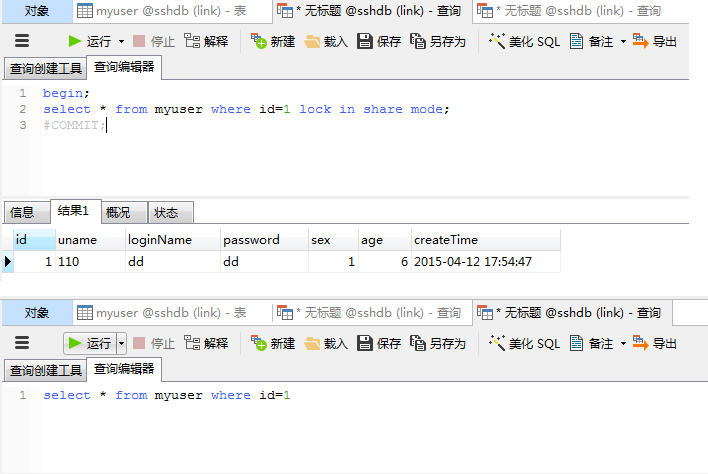 对象 myuser @sshdb (link) - 表 * 无标题 @sshdb (link) - 查询 * 无标题 @sshdb (link) - 查询
运行 停止 解释 新建 载入 保存 另存为 美化 SQL 备注 导出
查询创建工具 查询编辑器
1 begin;
2 select * from myuser where id=1 lock in share mode;
3 #COMMIT;
信息 结果1 概况 状态
id uname loginName password sex age createTime
1 110 dd dd 1 6 2015-04-12 17:54:47
对象 myuser @sshdb (link) - 表 * 无标题 @sshdb (link) - 查询 * 无标题 @sshdb (link) - 查询
运行 停止 解释 新建 载入 保存 另存为 美化 SQL 备注 导出
查询创建工具 查询编辑器
1 select * from myuser where id=1